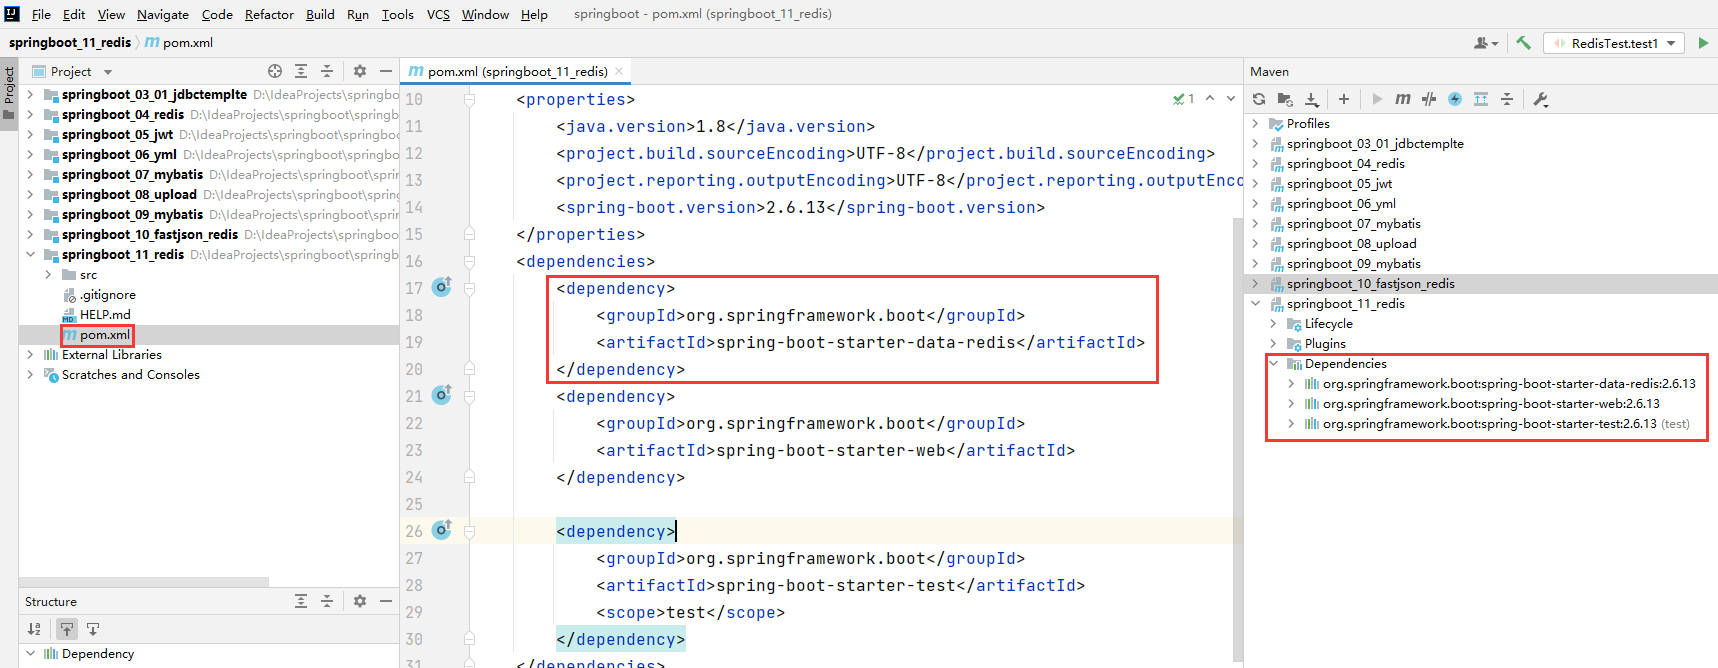 File Edit View Navigate Code Refactor Build Run Tools VCS Window Help springboot - pom.xml (springboot_11_redis)
springboot_11_redis pom.xml
RedisTest.test1
Project
Project
springboot_03_01_jdbctemplte D:\IdeaProjects\springbo
springboot_04_redis D:\IdeaProjects\springboot\springb
springboot_05_jwt D:\IdeaProjects\springboot\springbo
springboot_06_yml D:\IdeaProjects\springboot\springbo
springboot_07_mybatis D:\IdeaProjects\springboot\sprin
springboot_08_upload D:\IdeaProjects\springboot\spring
springboot_09_mybatis D:\IdeaProjects\springboot\sprin
springboot_10_fastjson_redis D:\IdeaProjects\springboo
springboot_11_redis D:\IdeaProjects\springboot\springb
src
.gitignore
HELP.md
pom.xml
External Libraries
Scratches and Consoles
Structure
Dependency
pom.xml (springboot_11_redis)
1
10 <properties>
11 <java.version>1.8</java.version>
12 <project.build.sourceEncoding>UTF-8</project.build.sourceEncoding>
13 <project.reporting.outputEncoding>UTF-8</project.reporting.outputEnco
14 <spring-boot.version>2.6.13</spring-boot.version>
15 </properties>
16 <dependencies>
17 <dependency>
18 <groupId>org.springframework.boot</groupId>
19 <artifactId>spring-boot-starter-data-redis</artifactId>
20 </dependency>
21 <dependency>
22 <groupId>org.springframework.boot</groupId>
23 <artifactId>spring-boot-starter-web</artifactId>
24 </dependency>
25
26 <dependency>
27 <groupId>org.springframework.boot</groupId>
28 <artifactId>spring-boot-starter-test</artifactId>
29 <scope>test</scope>
30 </dependency>
31 </dependencies>
Maven
Profiles
springboot_03_01_jdbctemplte
springboot_04_redis
springboot_05_jwt
springboot_06_yml
springboot_07_mybatis
springboot_08_upload
springboot_09_mybatis
springboot_10_fastjson_redis
springboot_11_redis
Lifecycle
Plugins
Dependencies
org.springframework.boot:spring-boot-starter-data-redis:2.6.13
org.springframework.boot:spring-boot-starter-web:2.6.13
org.springframework.boot:spring-boot-starter-test:2.6.13 (test)